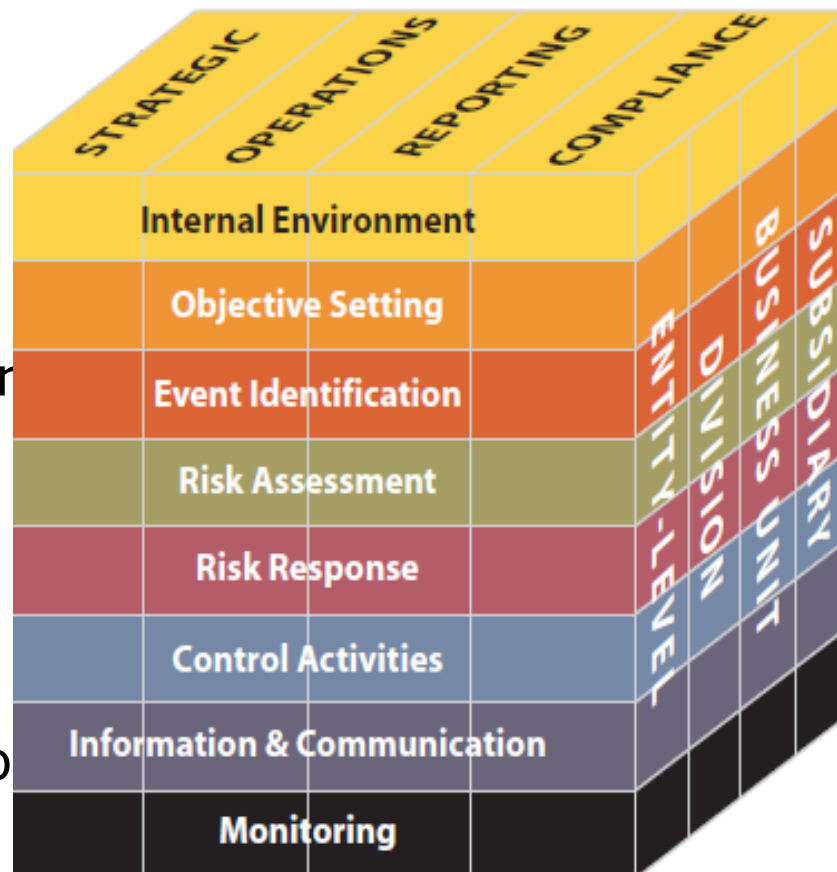 STRATEGIC
OPERATIONS
REPORTING
COMPLIANCE
Internal Environment
Objective Setting
Event Identification
Risk Assessment
Risk Response
Control Activities
Information & Communication
Monitoring
ENTITY-LEVEL
DIVISION
BUSINESS UNIT
SUBSIDIARY